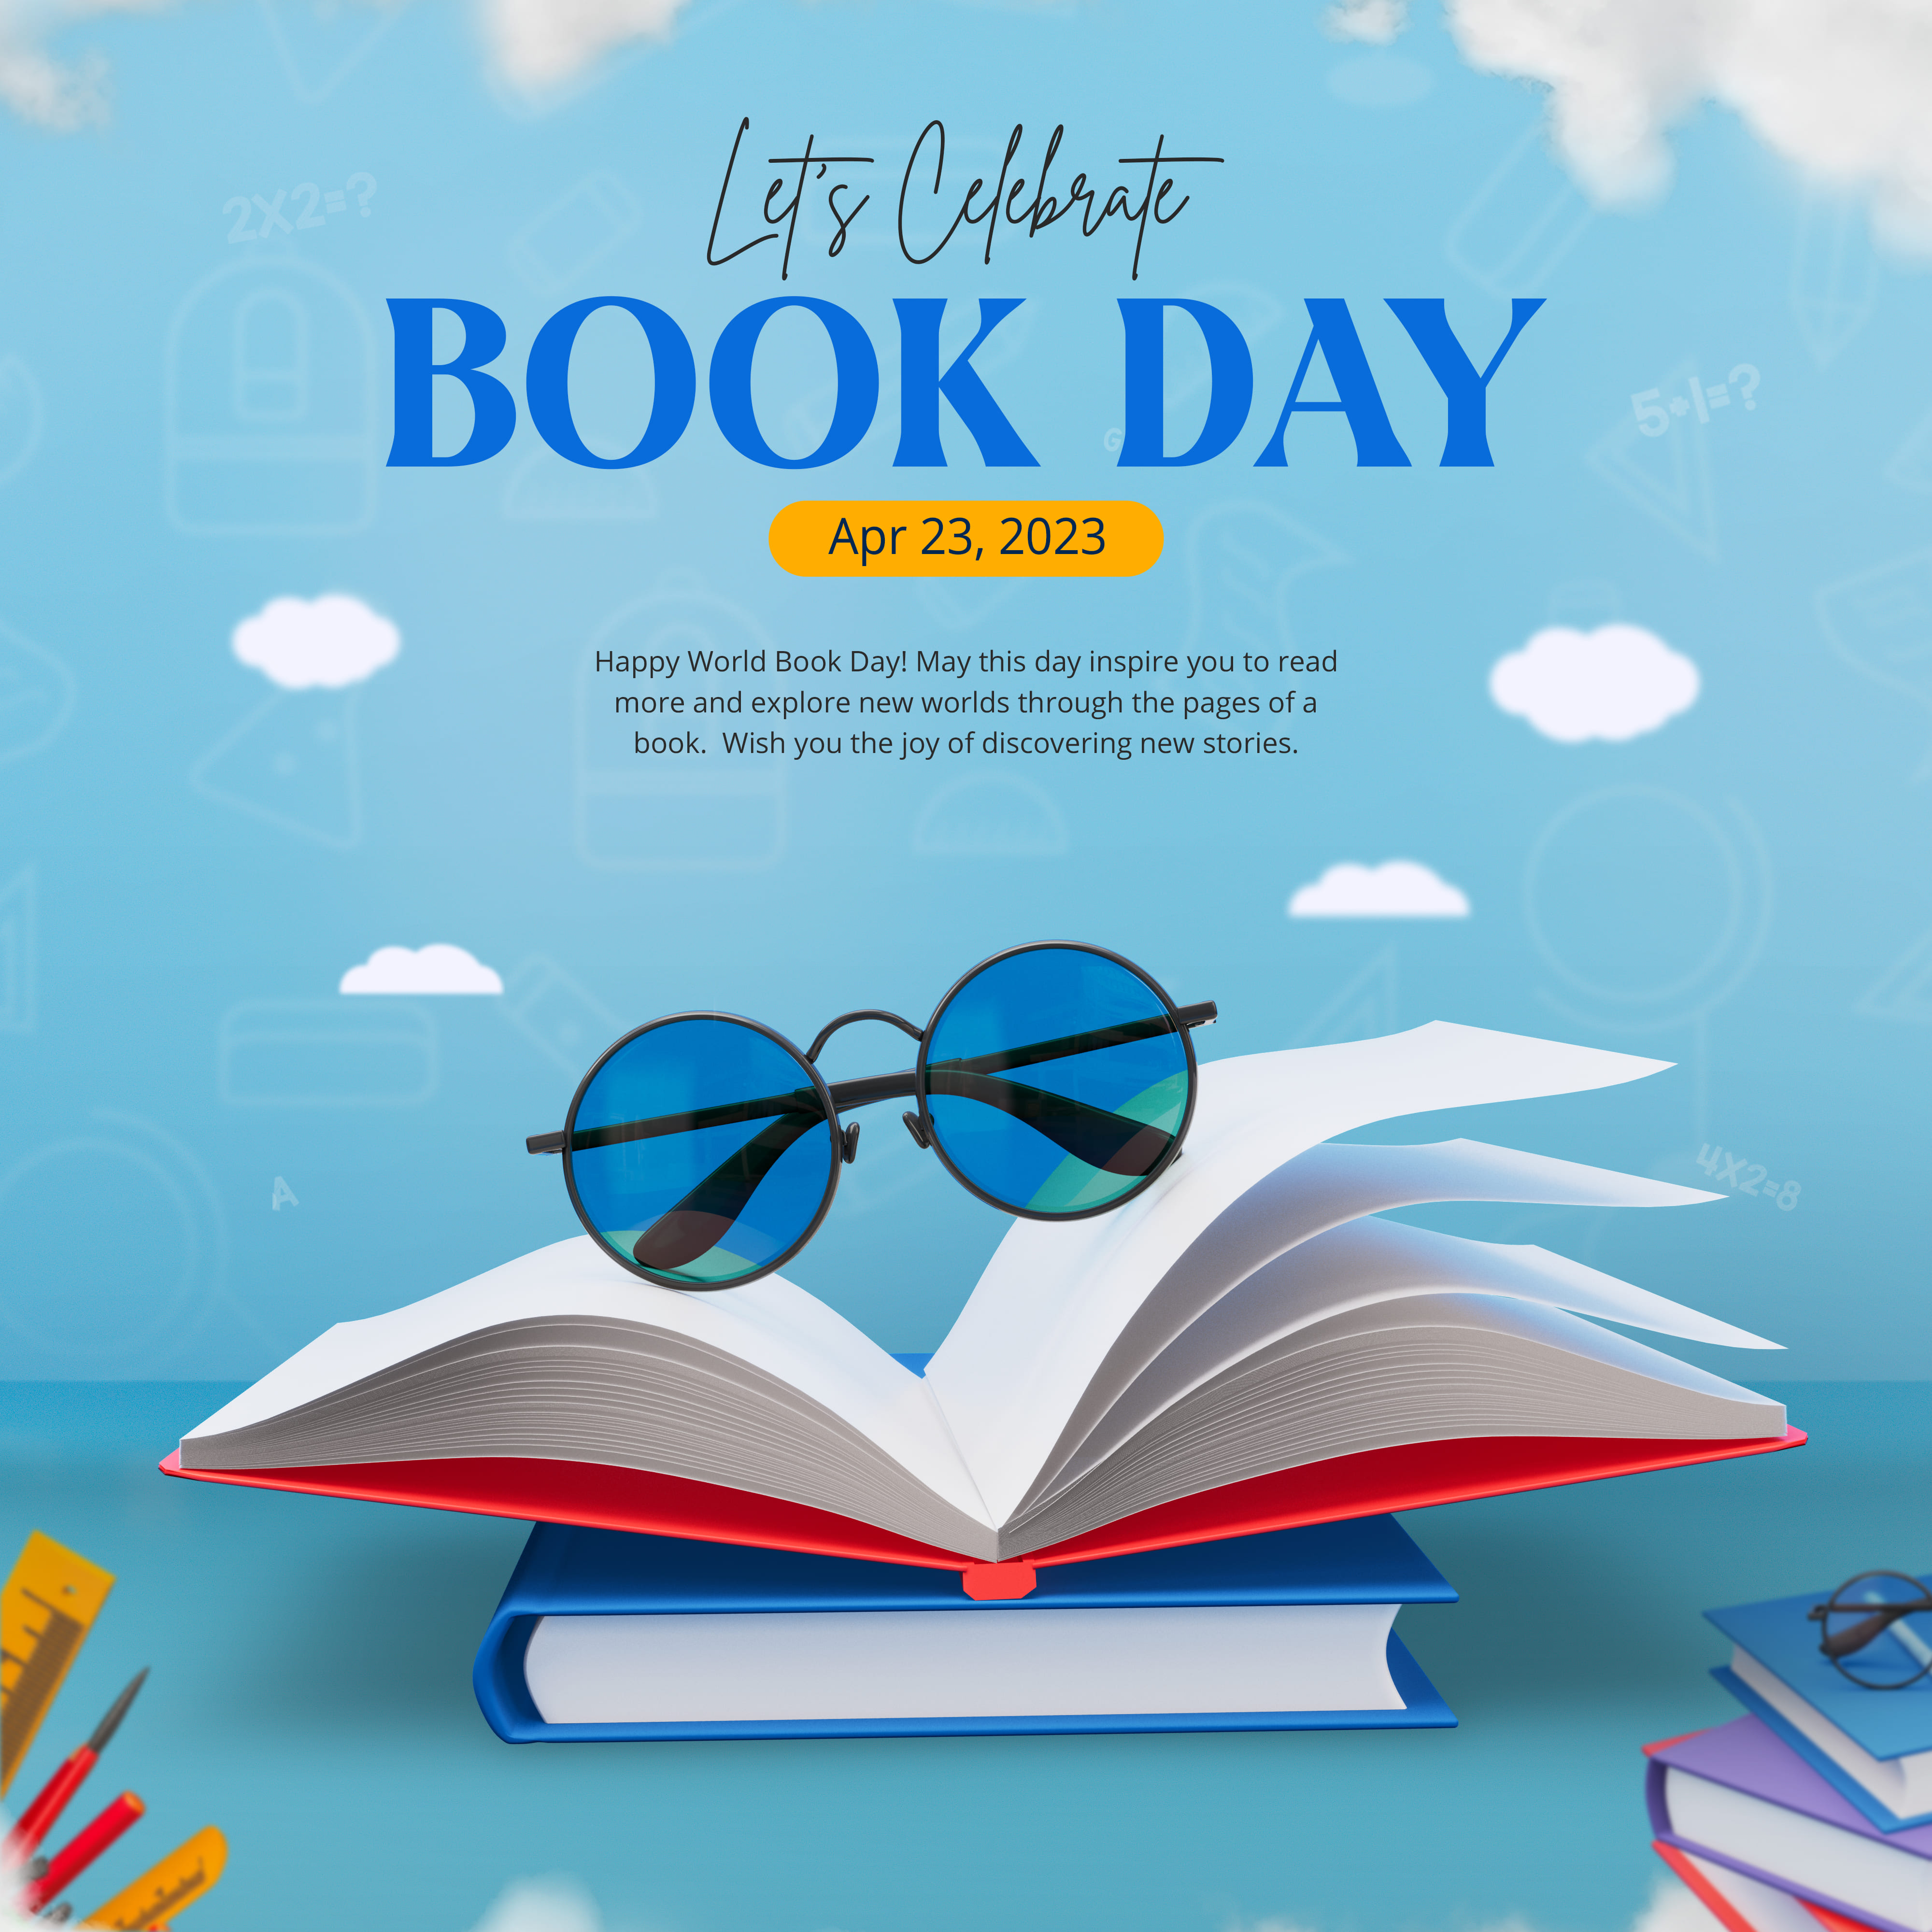 Let's Celebrate
BOOK DAY
Apr 23, 2023
Happy World Book Day! May this day inspire you to read
more and explore new worlds through the pages of a
book.  Wish you the joy of discovering new stories.
2X2=?
5+1=?
G
A
4X2=8